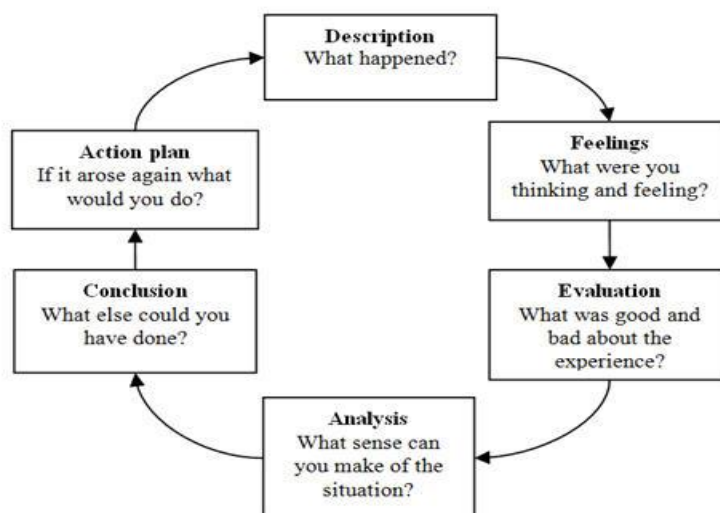 Description
What happened?
Feelings
What were you
thinking and feeling?
Evaluation
What was good and
bad about the
experience?
Analysis
What sense can
you make of the
situation?
Conclusion
What else could you
have done?
Action plan
If it arose again what
would you do?